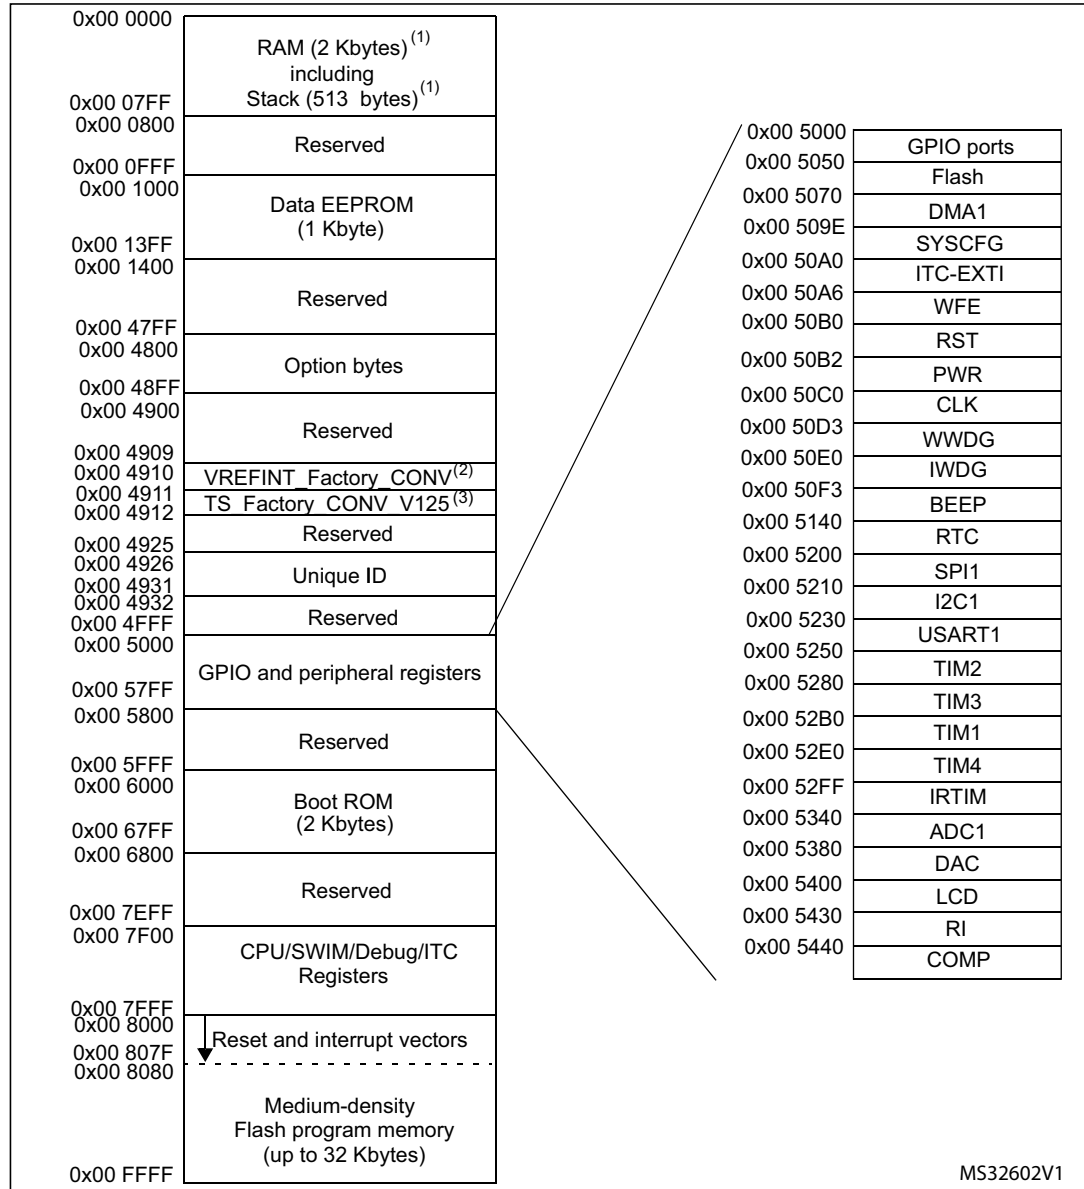 0x00 0000
RAM (2 Kbytes)(1)
including
Stack (513 bytes)(1)
0x00 07FF
0x00 0800
Reserved
0x00 0FFF
0x00 1000
Data EEPROM
(1 Kbyte)
0x00 13FF
0x00 1400
Reserved
0x00 47FF
0x00 4800
Option bytes
0x00 48FF
0x00 4900
Reserved
0x00 4909
0x00 4910
VREFINT_Factory_CONV(2)
0x00 4911
TS_Factory_CONV_V125(3)
0x00 4912
Reserved
0x00 4925
0x00 4926
Unique ID
0x00 4931
0x00 4932
Reserved
0x00 4FFF
0x00 5000
GPIO and peripheral registers
0x00 57FF
0x00 5800
Reserved
0x00 5FFF
0x00 6000
Boot ROM
(2 Kbytes)
0x00 67FF
0x00 6800
Reserved
0x00 7EFF
0x00 7F00
CPU/SWIM/Debug/ITC
Registers
0x00 7FFF
0x00 8000
Reset and interrupt vectors
0x00 807F
0x00 8080
Medium-density
Flash program memory
(up to 32 Kbytes)
0x00 FFFF
0x00 5000
GPIO ports
0x00 5050
Flash
0x00 5070
DMA1
0x00 509E
SYSCFG
0x00 50A0
ITC-EXTI
0x00 50A6
WFE
0x00 50B0
RST
0x00 50B2
PWR
0x00 50C0
CLK
0x00 50D3
WWDG
0x00 50E0
IWDG
0x00 50F3
BEEP
0x00 5140
RTC
0x00 5200
SPI1
0x00 5210
I2C1
0x00 5230
USART1
0x00 5250
TIM2
0x00 5280
TIM3
0x00 52B0
TIM1
0x00 52E0
TIM4
0x00 52FF
IRTIM
0x00 5340
ADC1
0x00 5380
DAC
0x00 5400
LCD
0x00 5430
RI
0x00 5440
COMP
MS32602V1